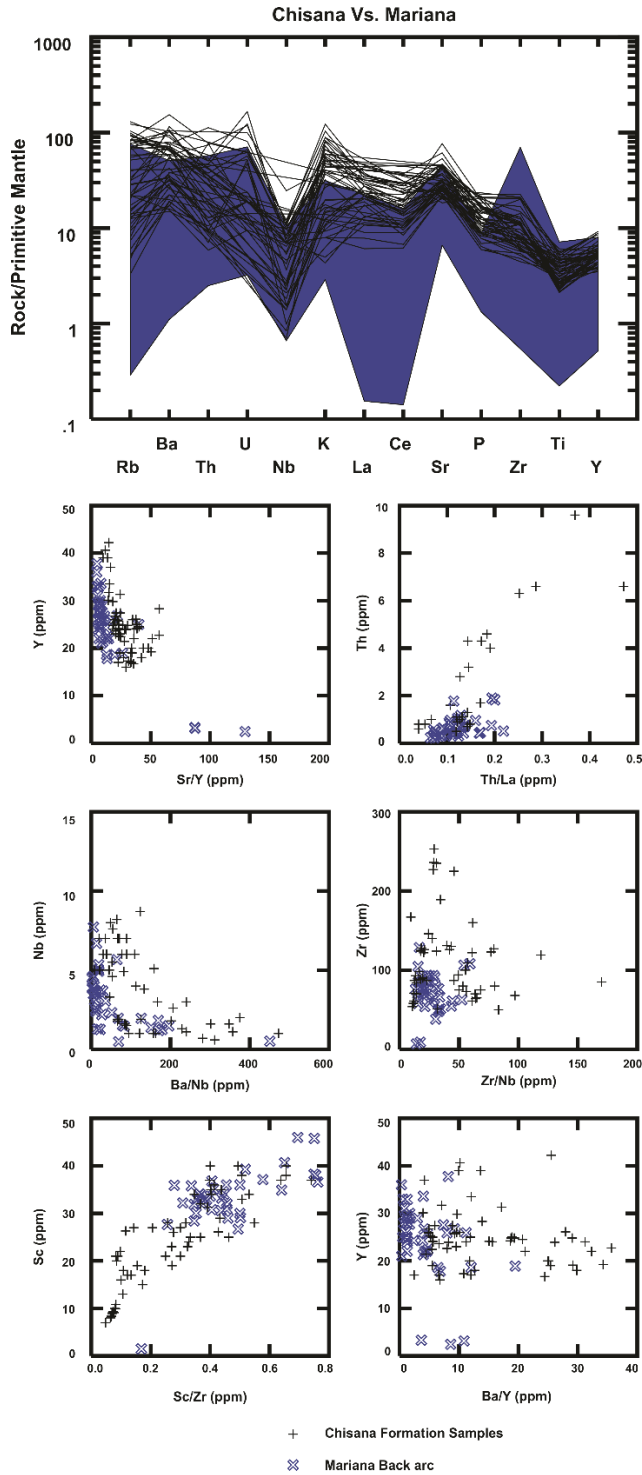 Chisana Vs. Mariana
1000
100
10
1
.1
Rock/Primitive Mantle
Ba U K Ce P Ti
Rb Th Nb La Sr Zr Y
50
40
30
20
10
0
Y (ppm)
0 50 100 150 200
Sr/Y (ppm)
10
8
6
4
2
0
Th (ppm)
0.0 0.1 0.2 0.3 0.4 0.5
Th/La (ppm)
15
10
5
0
Nb (ppm)
0 200 400 600
Ba/Nb (ppm)
300
200
100
0
Zr (ppm)
0 50 100 150 200
Zr/Nb (ppm)
50
40
30
20
10
0
Sc (ppm)
0.0 0.2 0.4 0.6 0.8
Sc/Zr (ppm)
50
40
30
20
10
0
Y (ppm)
0 10 20 30 40
Ba/Y (ppm)
Chisana Formation Samples
Mariana Back arc